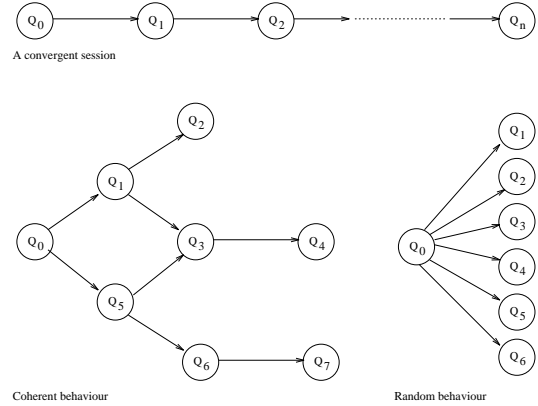 Q0 Q1 Q2 Qn
A convergent session
Q2
Q1
Q0 Q3 Q4
Q5
Q6 Q7
Coherent behaviour
Q1
Q2
Q3
Q0
Q4
Q5
Q6
Random behaviour